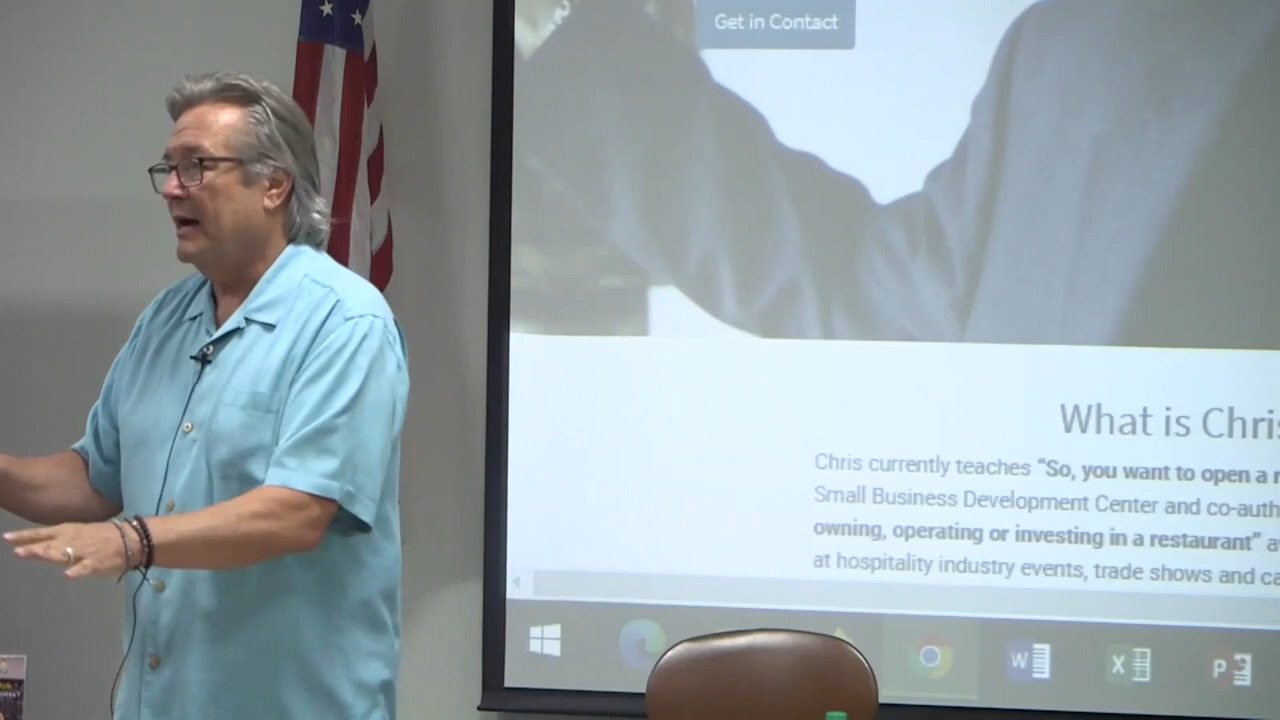 Get in Contact
What is Chris
Chris currently teaches “So, you want to open a r
Small Business Development Center and co-auth
owning, operating or investing in a restaurant” a
at hospitality industry events, trade shows and ca
W
X
P